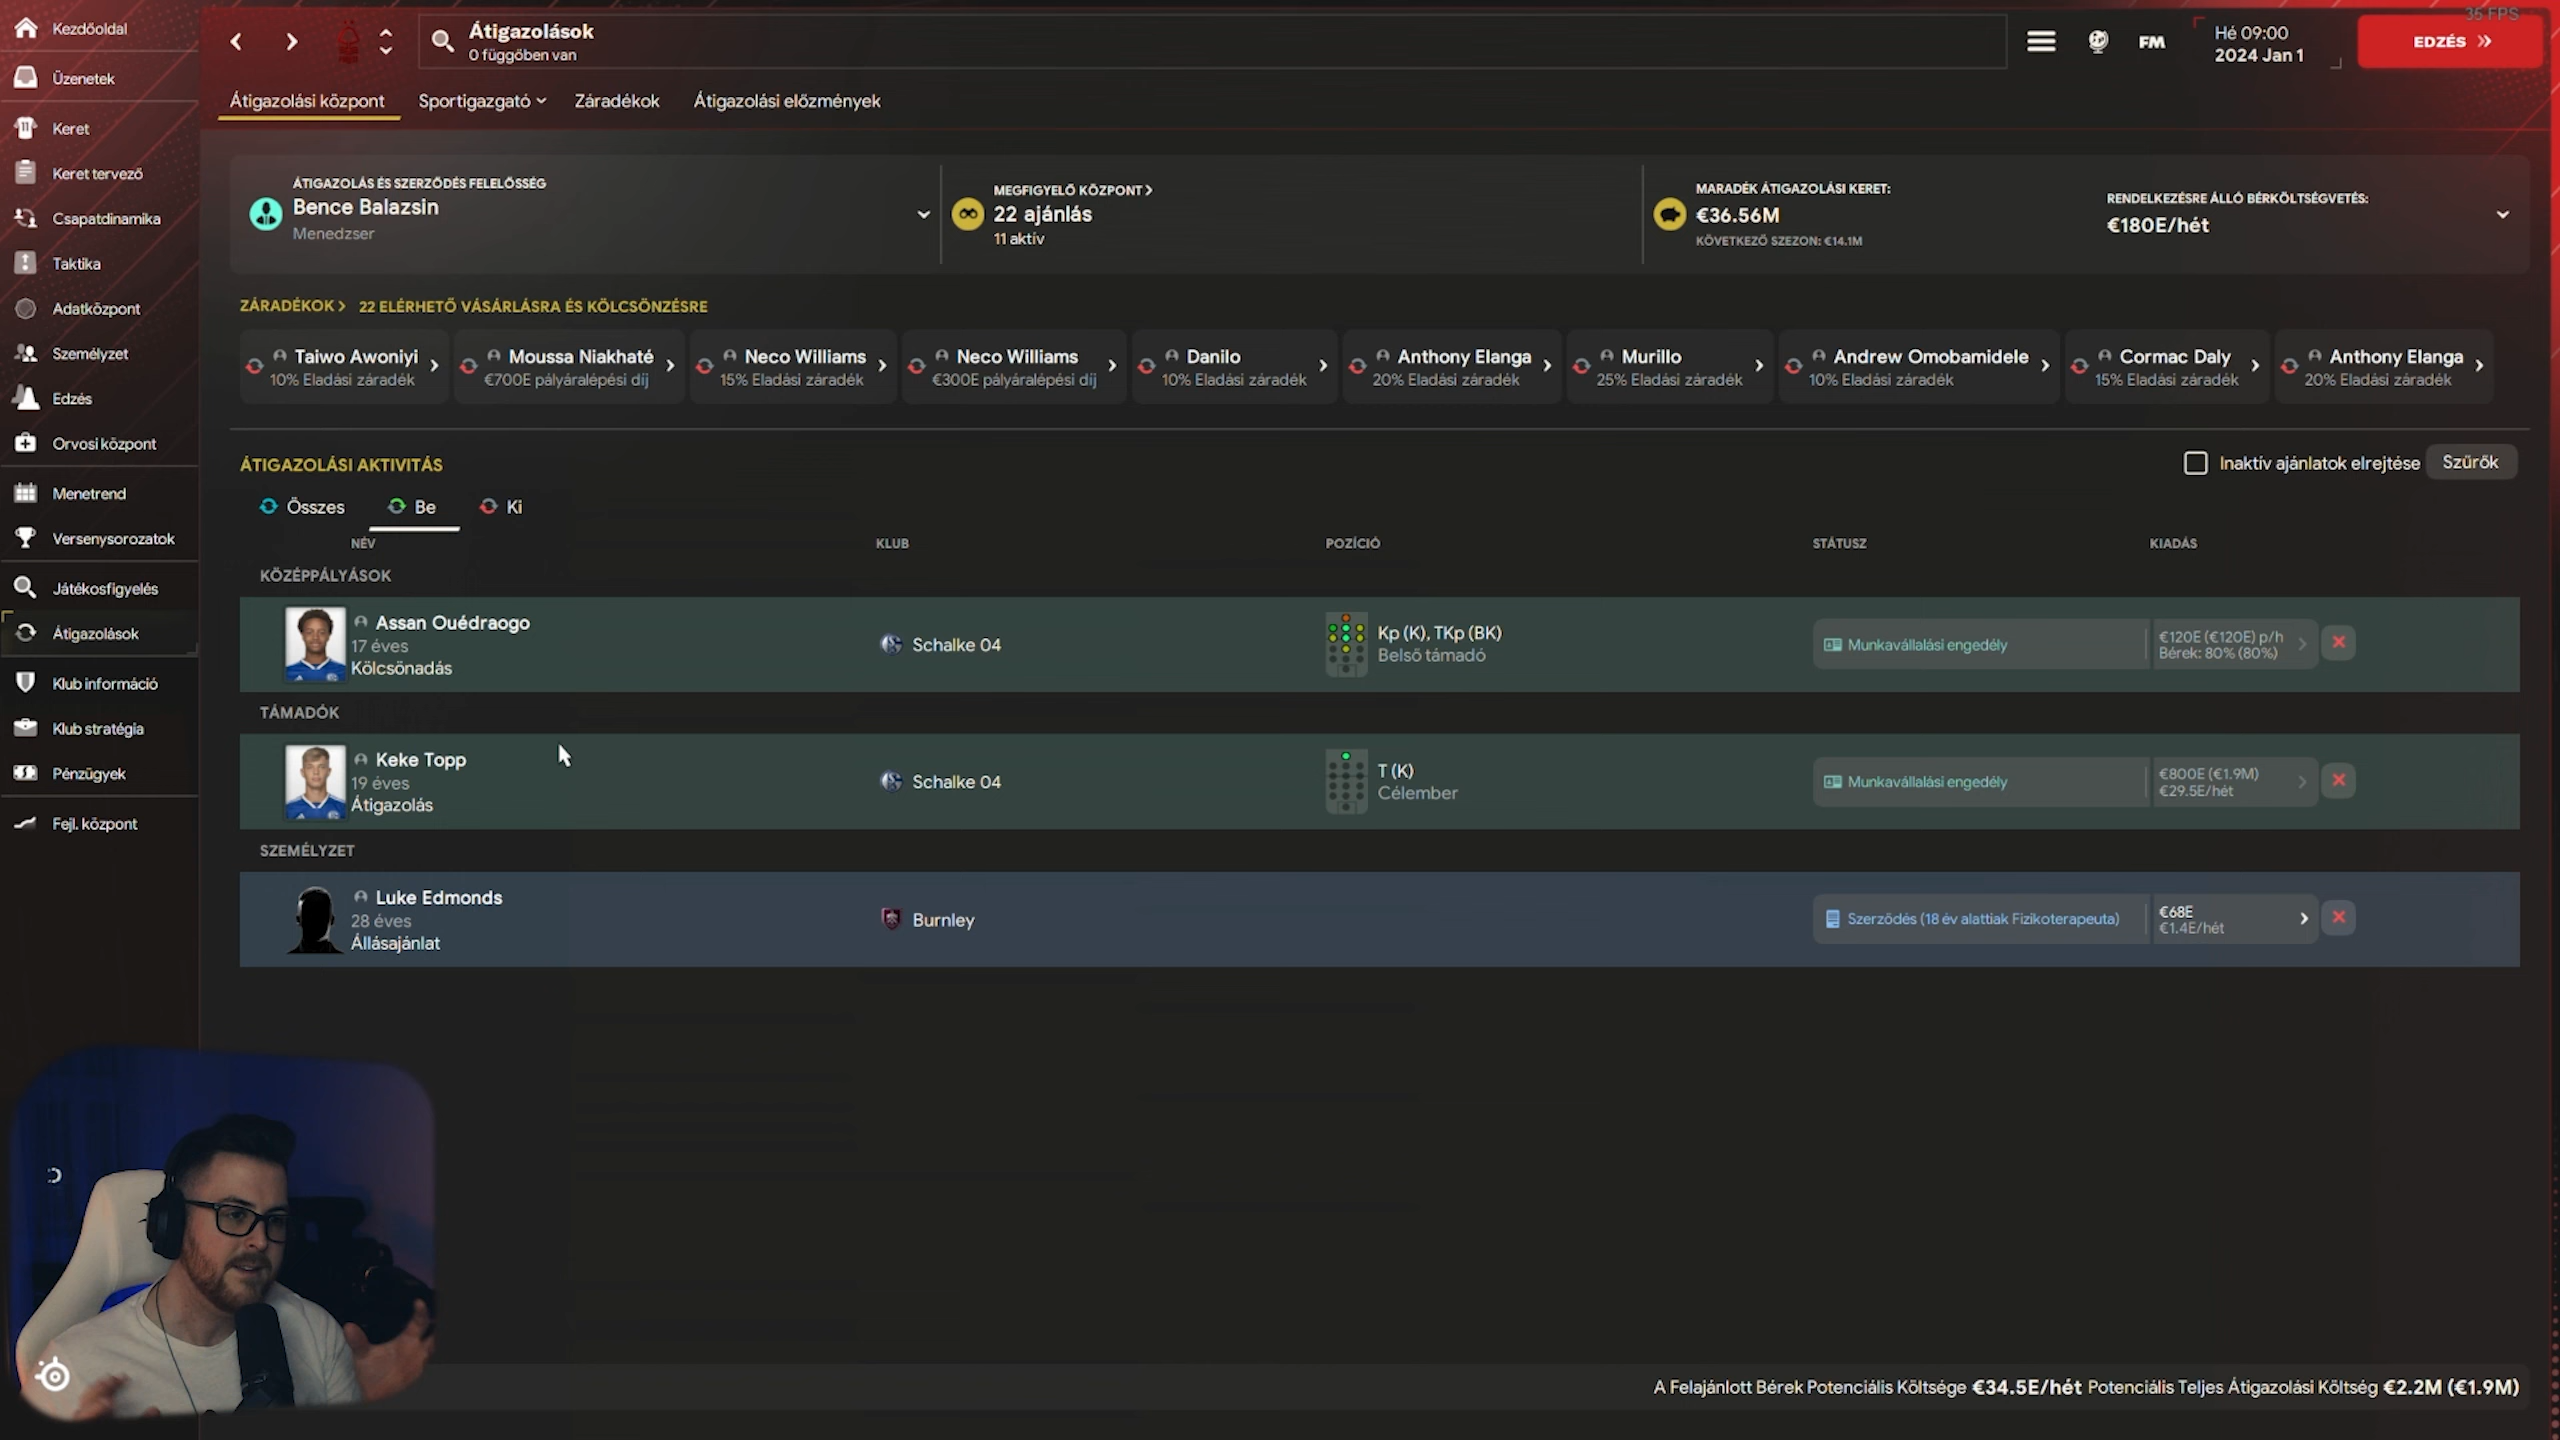 35 FPS
Kezdőoldal
Üzenetek
Keret
Keret tervező
Csapatdinamika
Taktika
Adatközpont
Személyzet
Edzés
Orvosi központ
Menetrend
Versenysorozatok
Játékosfigyelés
Átigazolások
Klub információ
Klub stratégia
Pénzügyek
Fejl. központ
Átigazolások
0 függőben van
FM
Hé 09:00
2024 Jan 1
EDZÉS
Átigazolási központ
Sportigazgató
Záradékok
Átigazolási előzmények
ÁTIGAZOLÁS ÉS SZERZŐDÉS FELELŐSSÉG
Bence Balazsin
Menedzser
MEGFIGYELŐ KÖZPONT >
22 ajánlás
11 aktív
MARADÉK ÁTIGAZOLÁSI KERET:
€36.56M
KÖVETKEZŐ SZEZON: €14.1M
RENDELKEZÉSRE ÁLLÓ BÉRKÖLTSÉGVETÉS:
€180E/hét
ZÁRADÉKOK > 22 ELÉRHETŐ VÁSÁRLÁSRA ÉS KÖLCSÖNZÉSRE
Taiwo Awoniyi
10% Eladási záradék
Moussa Niakhaté
€700E pályáralépési díj
Neco Williams
15% Eladási záradék
Neco Williams
€300E pályáralépési díj
Danilo
10% Eladási záradék
Anthony Elanga
20% Eladási záradék
Murillo
25% Eladási záradék
Andrew Omobamidele
10% Eladási záradék
Cormac Daly
15% Eladási záradék
Anthony Elanga
20% Eladási záradék
ÁTIGAZOLÁSI AKTIVITÁS
Inaktív ajánlatok elrejtése
Szűrők
Összes
Be
Ki
NÉV KLUB POZÍCIÓ STÁTUSZ KIADÁS
KÖZÉPPÁLYÁSOK
Assan Ouédraogo
17 éves
Kölcsönadás
Schalke 04
Kp (K), TKp (BK)
Belső támadó
Munkavállalási engedély
€120E (€120E) p/h
Bérek: 80% (80%)
TÁMADÓK
Keke Topp
19 éves
Átigazolás
Schalke 04
T (K)
Célember
Munkavállalási engedély
€800E (€1.9M)
€29.5E/hét
SZEMÉLYZET
Luke Edmonds
28 éves
Állásajánlat
Burnley
Szerződés (18 év alattiak Fizikoterapeuta)
€68E
€1.4E/hét
A Felajánlott Bérek Potenciális Költsége €34.5E/hét Potenciális Teljes Átigazolási Költség €2.2M (€1.9M)